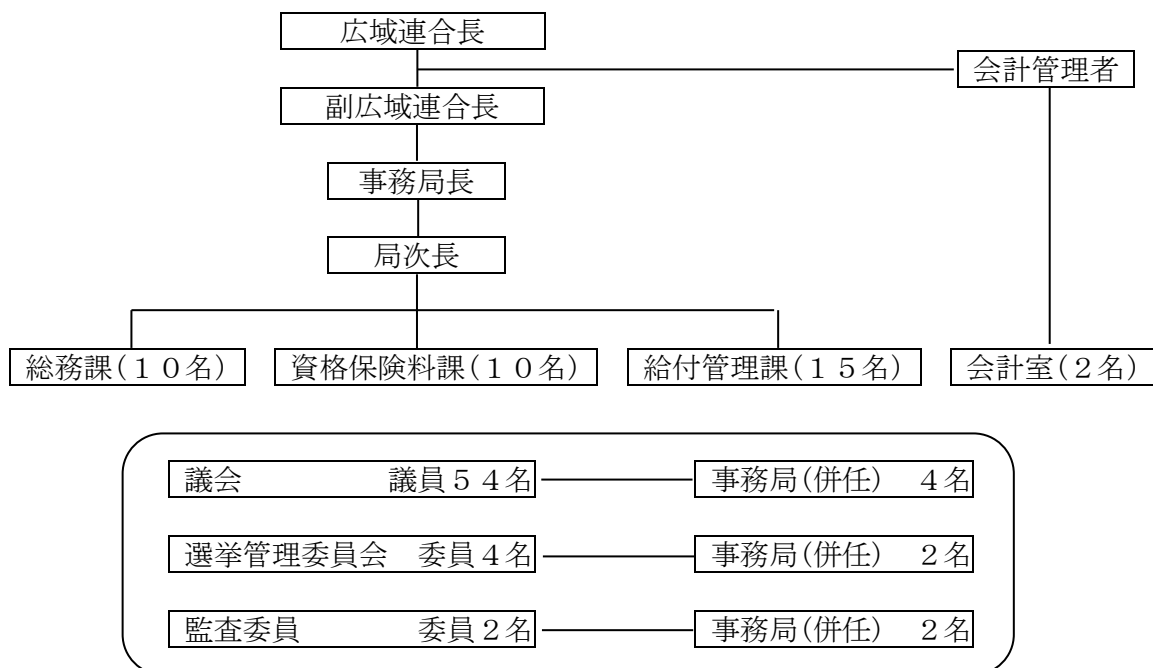 広域連合長
会計管理者
副広域連合長
事務局長
局次長
総務課(１０名) 資格保険料課(１０名) 給付管理課(１５名) 会計室(２名)
議会　　　議員５４名 事務局(併任)　４名
選挙管理委員会　委員４名 事務局(併任)　２名
監査委員　　　委員２名 事務局(併任)　２名